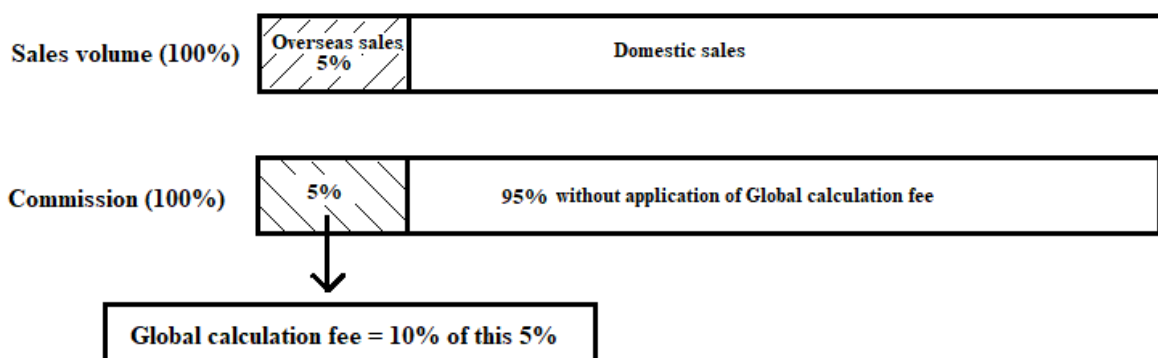 Sales volume (100%)
Overseas sales
5%
Domestic sales
Commission (100%)
5%
95% without application of Global calculation fee
Global calculation fee = 10% of this 5%